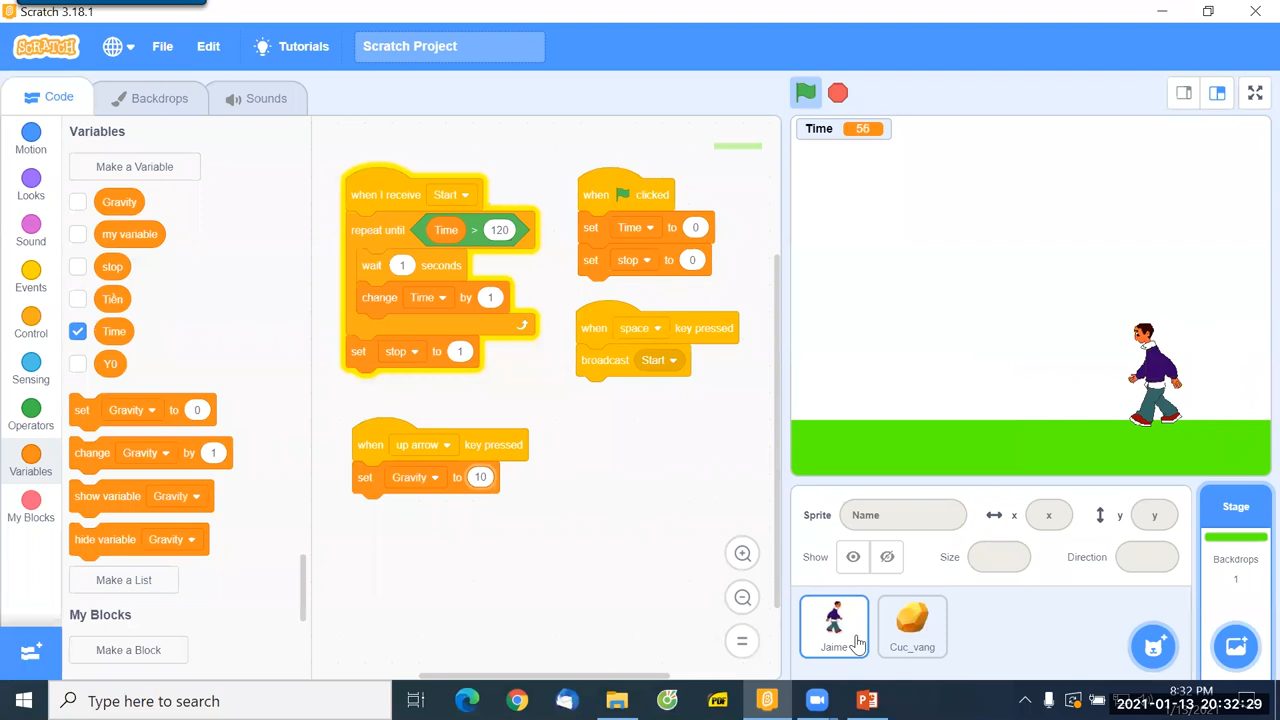 Scratch 3.18.1
SCRATCH
File
Edit
Tutorials
Scratch Project
Code
Backdrops
Sounds
Motion
Looks
Sound
Events
Control
Sensing
Operators
Variables
My Blocks
Variables
Make a Variable
Gravity
my variable
stop
Tiền
Time
Y0
set Gravity to 0
change Gravity by 1
show variable Gravity
hide variable Gravity
Make a List
My Blocks
Make a Block
when I receive Start
repeat until Time > 120
wait 1 seconds
change Time by 1
set stop to 1
when up arrow key pressed
set Gravity to 10
when clicked
set Time to 0
set stop to 0
when space key pressed
broadcast Start
Time 56
Sprite Name x x y y
Show Size Direction
Jaime
Cuc_vang
Stage
Backdrops
1
Type here to search
PDF
8:32 PM
2021-01-13 20:32:29